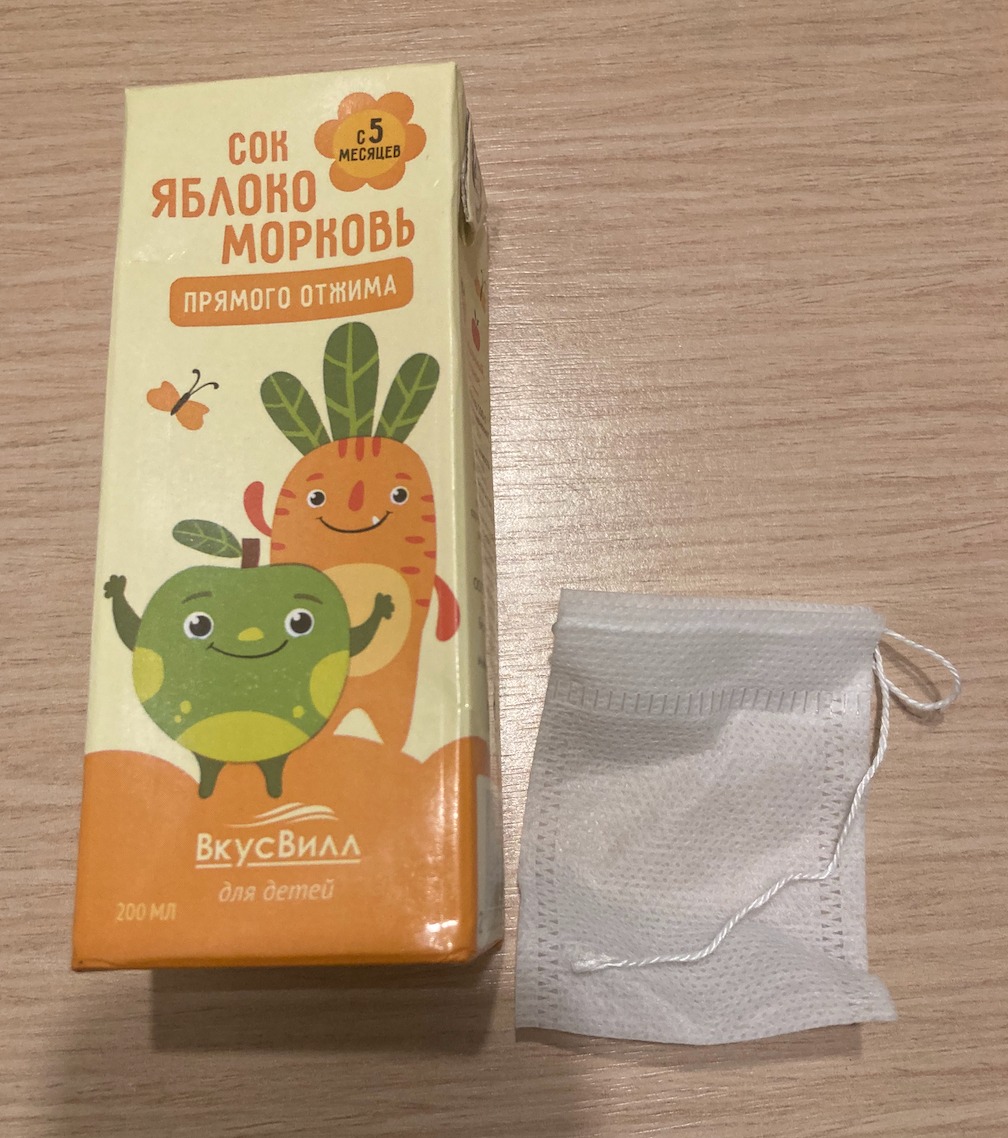 СОК
ЯБЛОКО
МОРКОВЬ
с 5
МЕСЯЦЕВ
ПРЯМОГО ОТЖИМА
ВкусВилл
для детей
200 МЛ